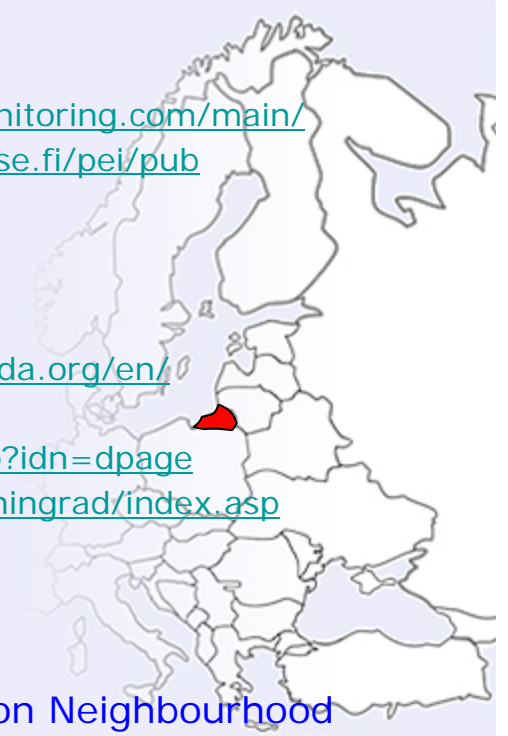 nitoring.com/main/
se.fi/pei/pub
da.org/en/
?idn=dpage
ningrad/index.asp
on Neighbourhood